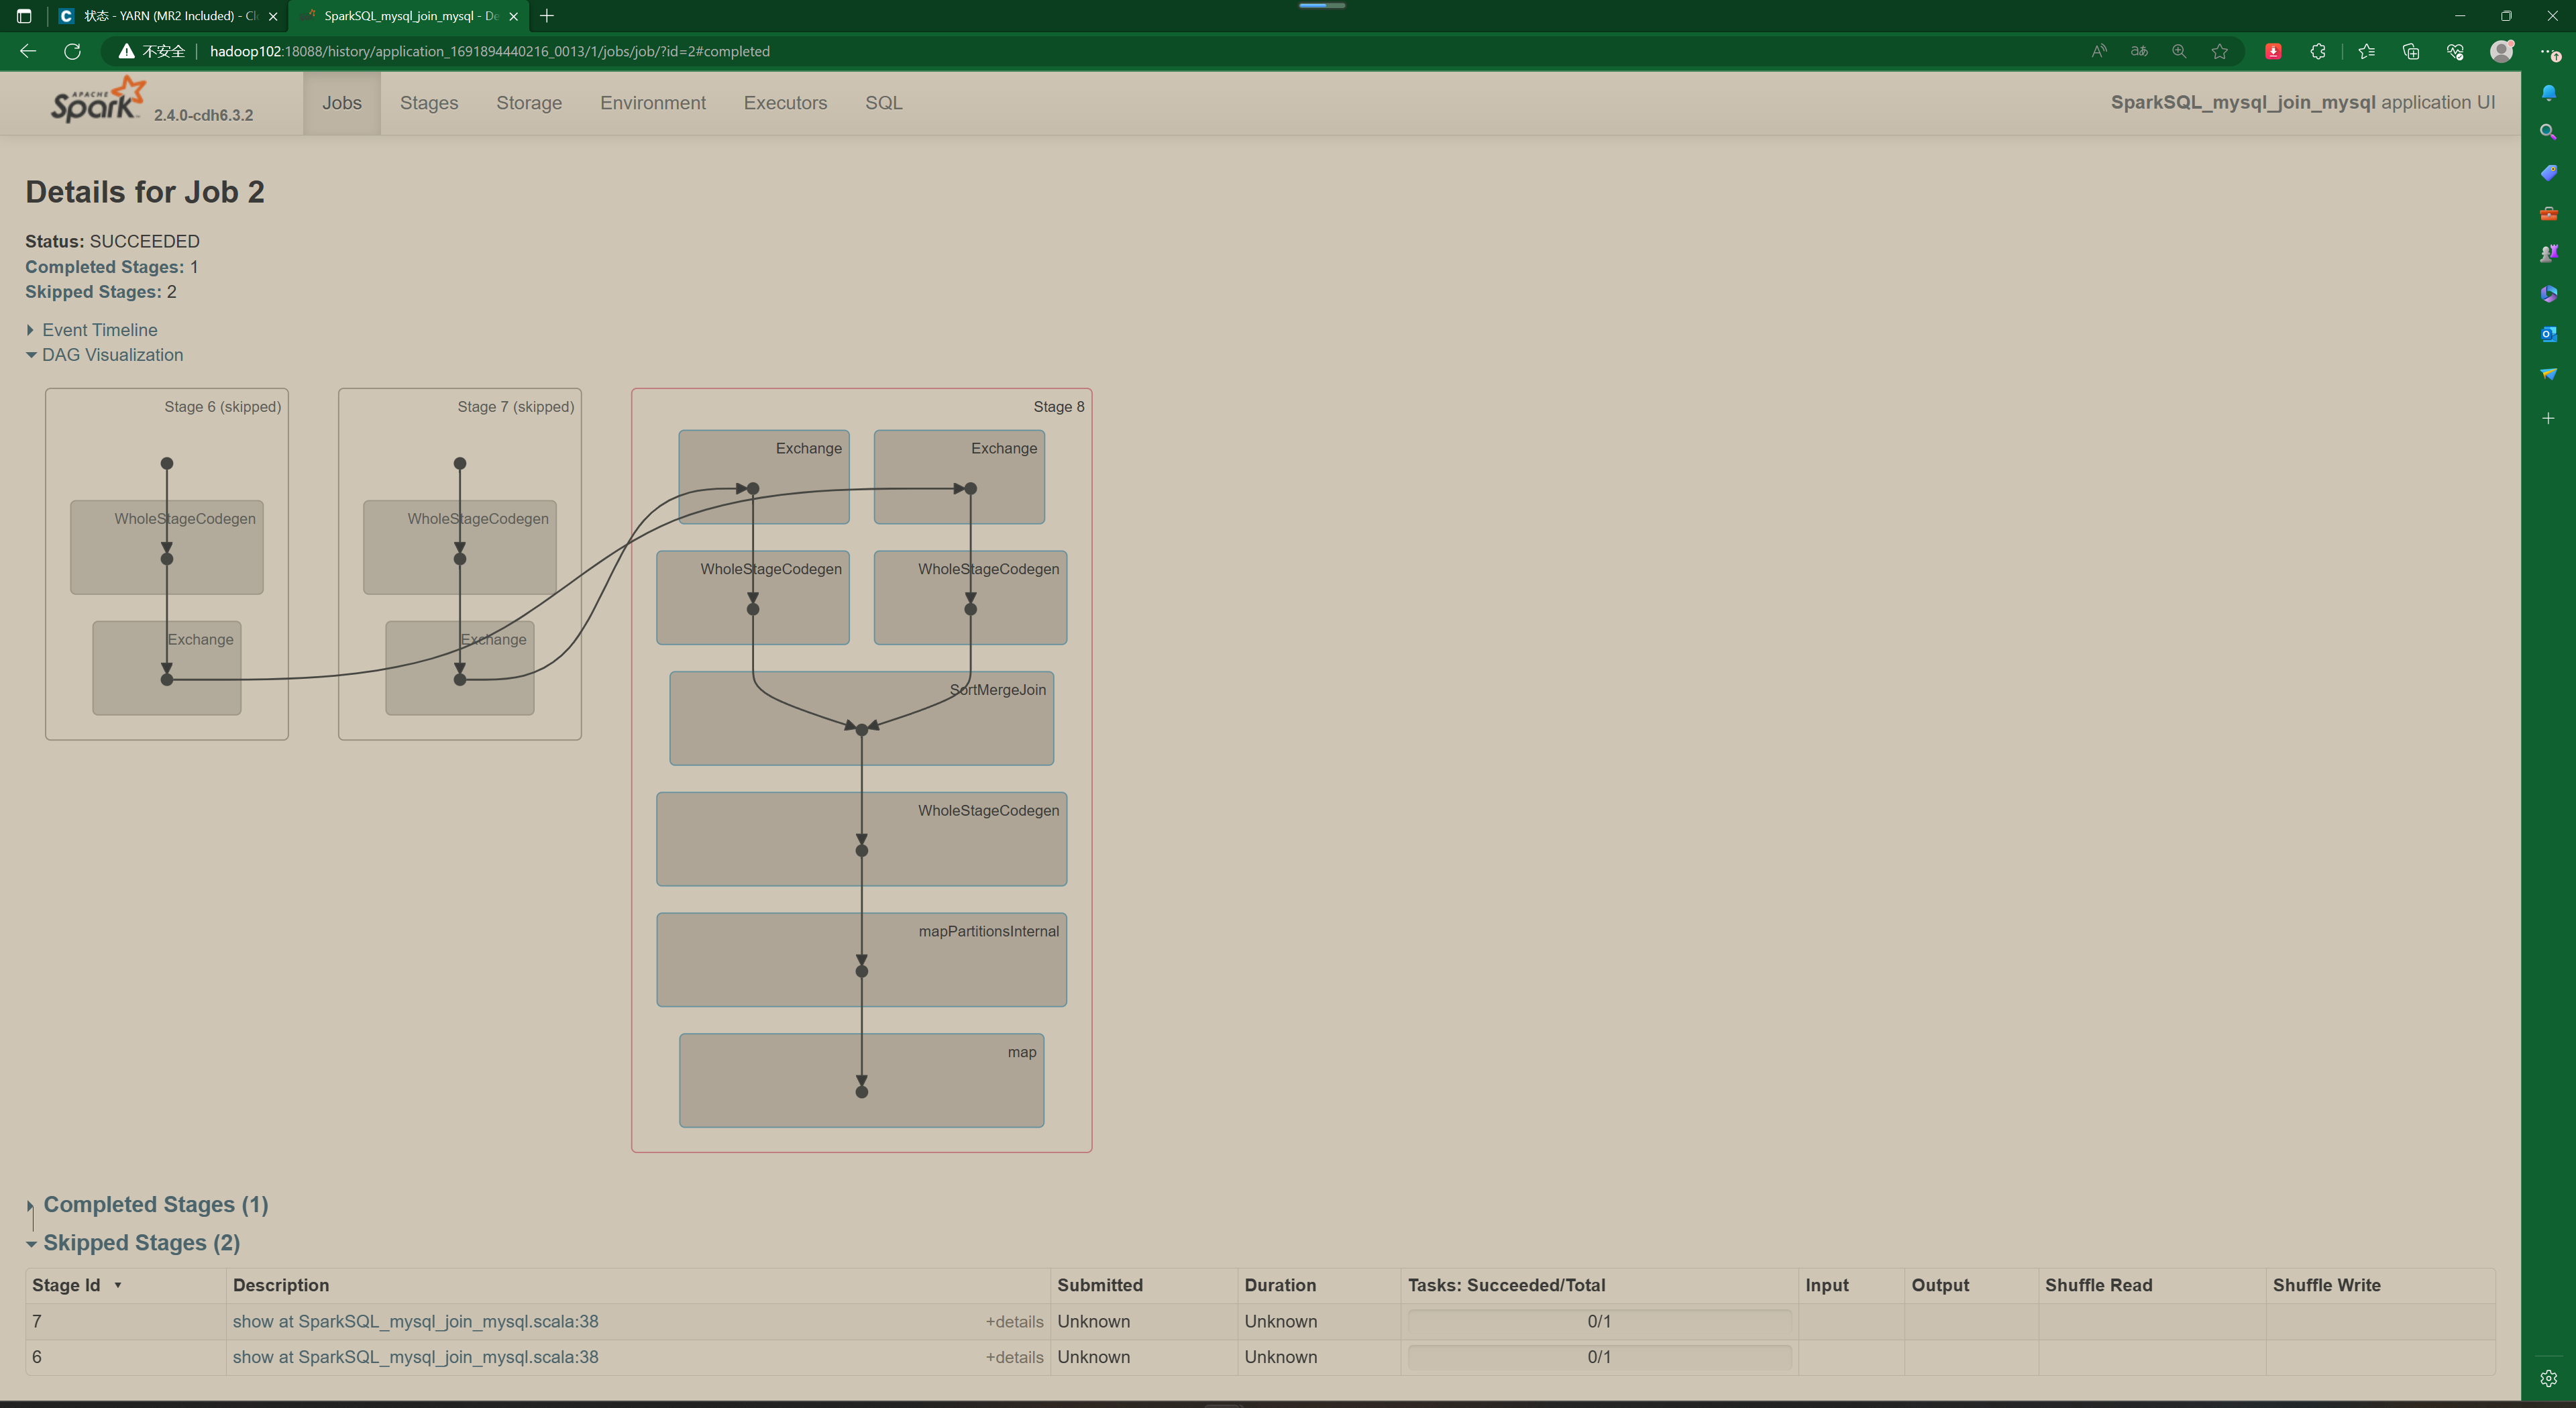 状态 - YARN (MR2 Included) - Cl
SparkSQL_mysql_join_mysql - De
不安全
hadoop102:18088/history/application_1691894440216_0013/1/jobs/job/?id=2#completed
APACHE
Spark
2.4.0-cdh6.3.2
Jobs
Stages
Storage
Environment
Executors
SQL
SparkSQL_mysql_join_mysql application UI
Details for Job 2
Status: SUCCEEDED
Completed Stages: 1
Skipped Stages: 2
Event Timeline
DAG Visualization
Stage 6 (skipped)
WholeStageCodegen
Exchange
Stage 7 (skipped)
WholeStageCodegen
Exchange
Stage 8
Exchange
Exchange
WholeStageCodegen
WholeStageCodegen
SortMergeJoin
WholeStageCodegen
mapPartitionsInternal
map
Completed Stages (1)
Skipped Stages (2)
Stage Id ▾ Description Submitted Duration Tasks: Succeeded/Total Input Output Shuffle Read Shuffle Write
7 show at SparkSQL_mysql_join_mysql.scala:38 +details Unknown Unknown 0/1
6 show at SparkSQL_mysql_join_mysql.scala:38 +details Unknown Unknown 0/1